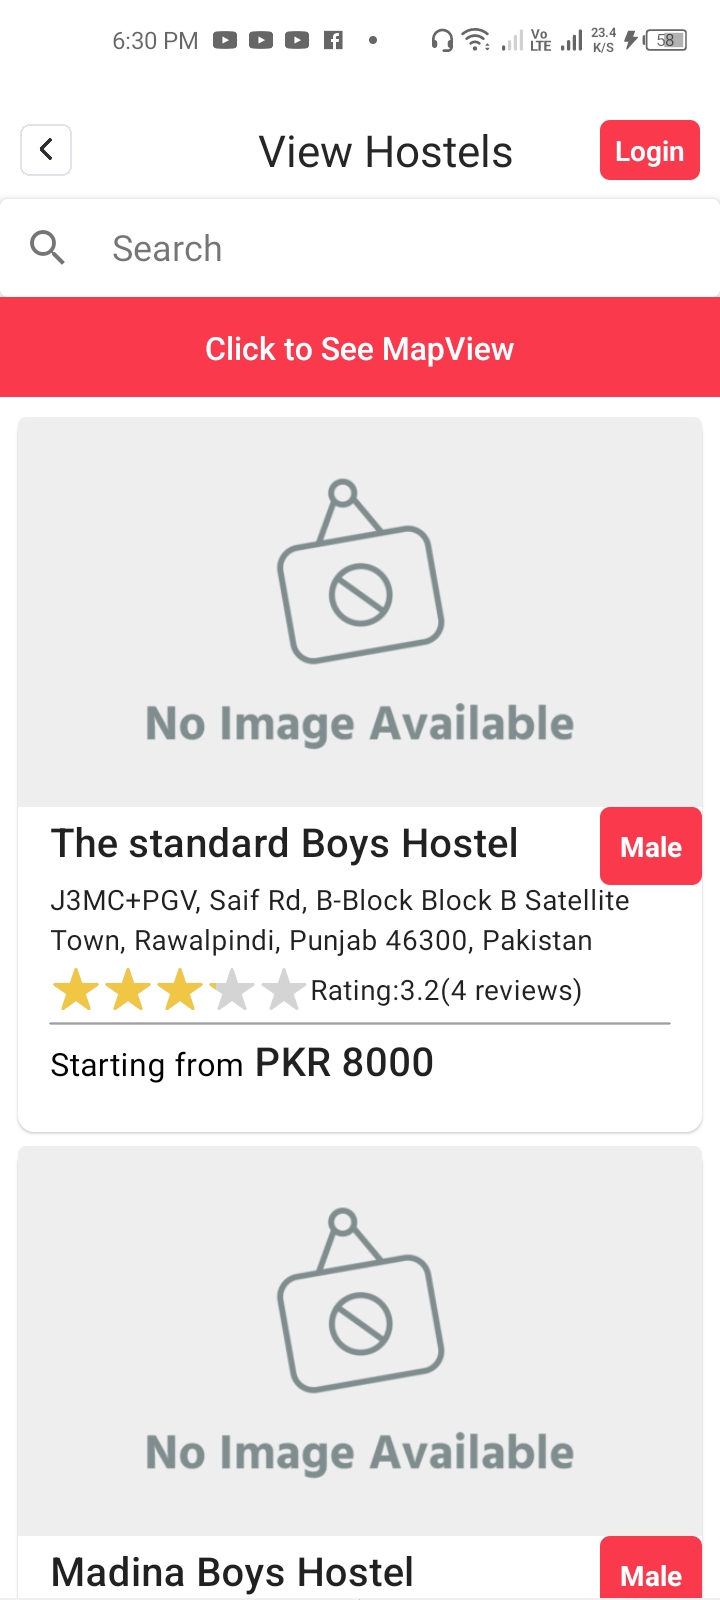 6:30 PM
Vo
LTE
23.4
K/S
58
View Hostels
Login
Search
Click to See MapView
No Image Available
The standard Boys Hostel
Male
J3MC+PGV, Saif Rd, B-Block Block B Satellite
Town, Rawalpindi, Punjab 46300, Pakistan
Rating:3.2(4 reviews)
Starting from PKR 8000
No Image Available
Madina Boys Hostel
Male